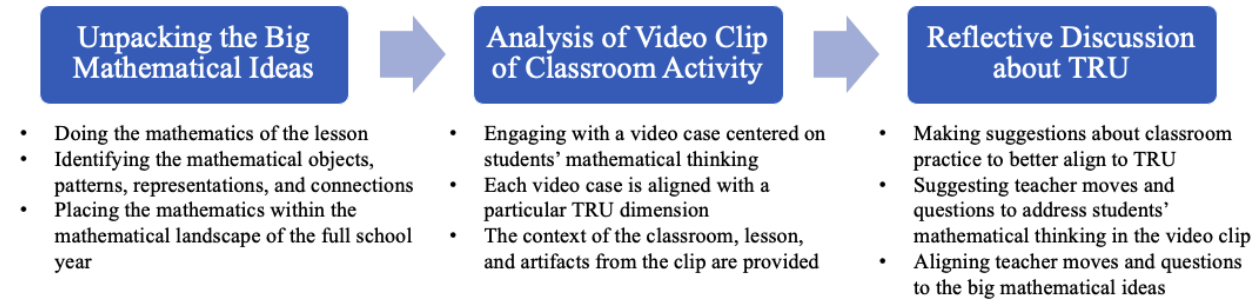 Unpacking the Big
Mathematical Ideas
• Doing the mathematics of the lesson
• Identifying the mathematical objects,
patterns, representations, and connections
• Placing the mathematics within the
mathematical landscape of the full school
year
Analysis of Video Clip
of Classroom Activity
• Engaging with a video case centered on
students’ mathematical thinking
• Each video case is aligned with a
particular TRU dimension
• The context of the classroom, lesson,
and artifacts from the clip are provided
Reflective Discussion
about TRU
• Making suggestions about classroom
practice to better align to TRU
• Suggesting teacher moves and
questions to address students’
mathematical thinking in the video clip
• Aligning teacher moves and questions
to the big mathematical ideas